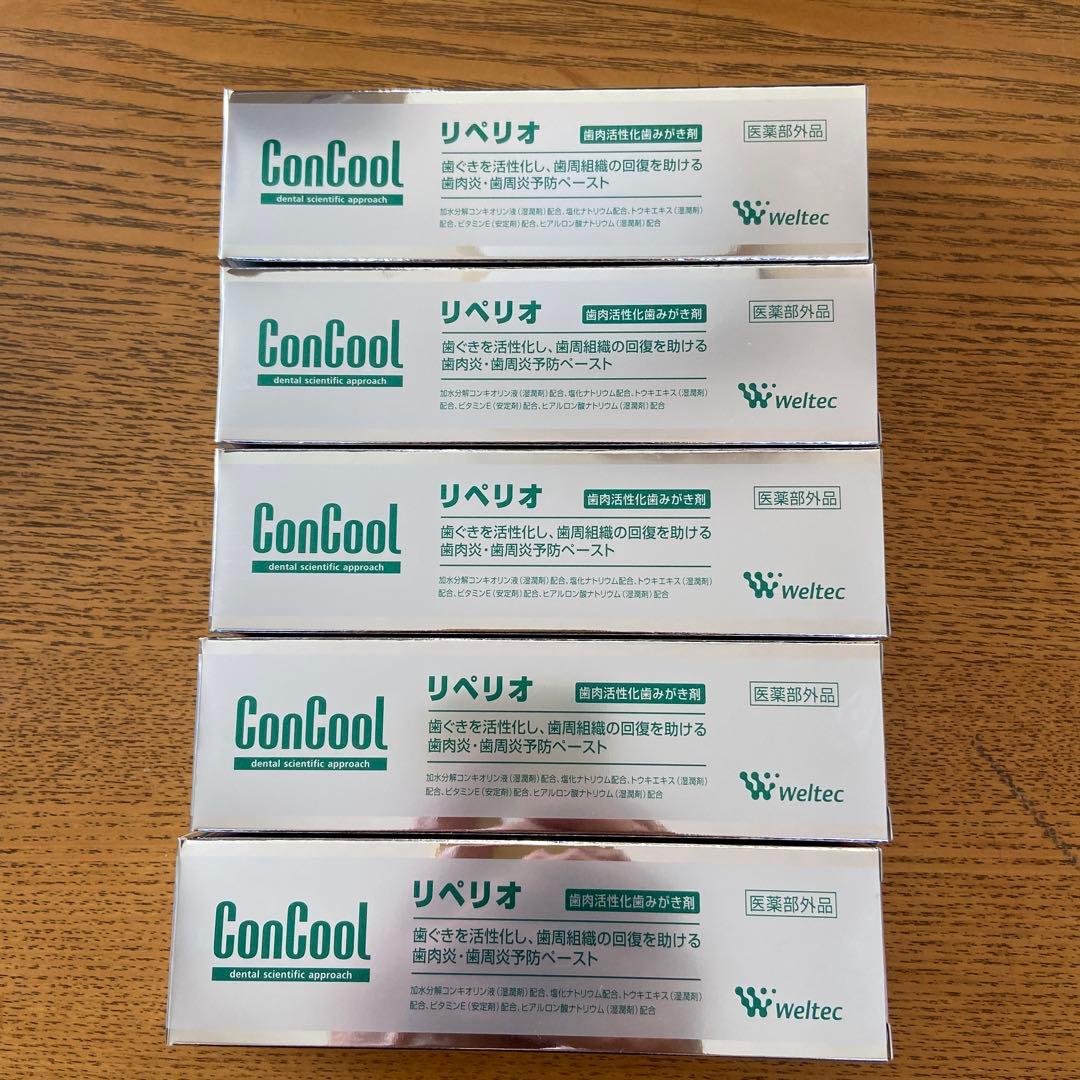 ConCool
dental scientific approach
リペリオ
歯肉活性化歯みがき剤
医薬部外品
歯ぐきを活性化し、歯周組織の回復を助ける
歯肉炎・歯周炎予防ペースト
加水分解コンキオリン液（湿潤剤）配合、塩化ナトリウム配合、トウキエキス（湿潤剤）
配合、ビタミンE（安定剤）配合、ヒアルロン酸ナトリウム（湿潤剤）配合
weltec
ConCool
dental scientific approach
リペリオ
歯肉活性化歯みがき剤
医薬部外品
歯ぐきを活性化し、歯周組織の回復を助ける
歯肉炎・歯周炎予防ペースト
加水分解コンキオリン液（湿潤剤）配合、塩化ナトリウム配合、トウキエキス（湿潤剤）
配合、ビタミンE（安定剤）配合、ヒアルロン酸ナトリウム（湿潤剤）配合
weltec
ConCool
dental scientific approach
リペリオ
歯肉活性化歯みがき剤
医薬部外品
歯ぐきを活性化し、歯周組織の回復を助ける
歯肉炎・歯周炎予防ペースト
加水分解コンキオリン液（湿潤剤）配合、塩化ナトリウム配合、トウキエキス（湿潤剤）
配合、ビタミンE（安定剤）配合、ヒアルロン酸ナトリウム（湿潤剤）配合
weltec
ConCool
dental scientific approach
リペリオ
歯肉活性化歯みがき剤
医薬部外品
歯ぐきを活性化し、歯周組織の回復を助ける
歯肉炎・歯周炎予防ペースト
加水分解コンキオリン液（湿潤剤）配合、塩化ナトリウム配合、トウキエキス（湿潤剤）
配合、ビタミンE（安定剤）配合、ヒアルロン酸ナトリウム（湿潤剤）配合
weltec
ConCool
dental scientific approach
リペリオ
歯肉活性化歯みがき剤
医薬部外品
歯ぐきを活性化し、歯周組織の回復を助ける
歯肉炎・歯周炎予防ペースト
加水分解コンキオリン液（湿潤剤）配合、塩化ナトリウム配合、トウキエキス（湿潤剤）
配合、ビタミンE（安定剤）配合、ヒアルロン酸ナトリウム（湿潤剤）配合
weltec